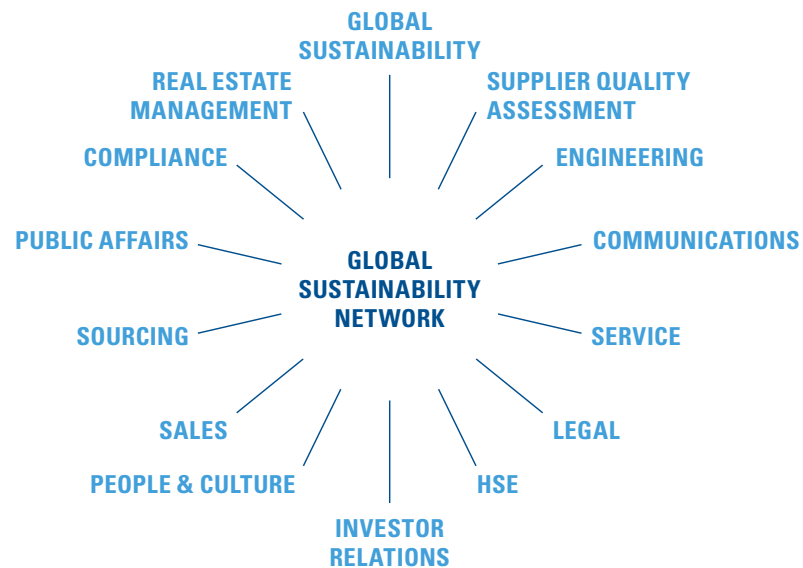 GLOBAL
SUSTAINABILITY
REAL ESTATE
MANAGEMENT
SUPPLIER QUALITY
ASSESSMENT
COMPLIANCE
ENGINEERING
PUBLIC AFFAIRS
COMMUNICATIONS
GLOBAL
SUSTAINABILITY
NETWORK
SOURCING
SERVICE
SALES
LEGAL
PEOPLE & CULTURE
HSE
INVESTOR
RELATIONS